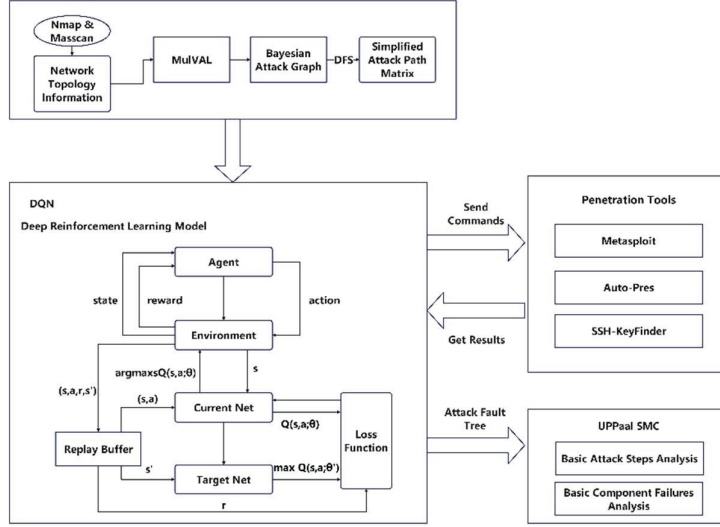 Nmap &
Masscan
Network
Topology
Information
MulVAL
Bayesian
Attack Graph
DFS
Simplified
Attack Path
Matrix
DQN
Deep Reinforcement Learning Model
Agent
state
reward
action
Environment
(s,a,r,s')
argmaxsQ(s,a;θ)
s
(s,a)
Current Net
Q(s,a;θ)
Replay Buffer
Loss
Function
s'
Target Net
max Q(s,a;θ')
r
Send
Commands
Get Results
Attack Fault
Tree
Penetration Tools
Metasploit
Auto-Pres
SSH-KeyFinder
UPPaal SMC
Basic Attack Steps Analysis
Basic Component Failures
Analysis